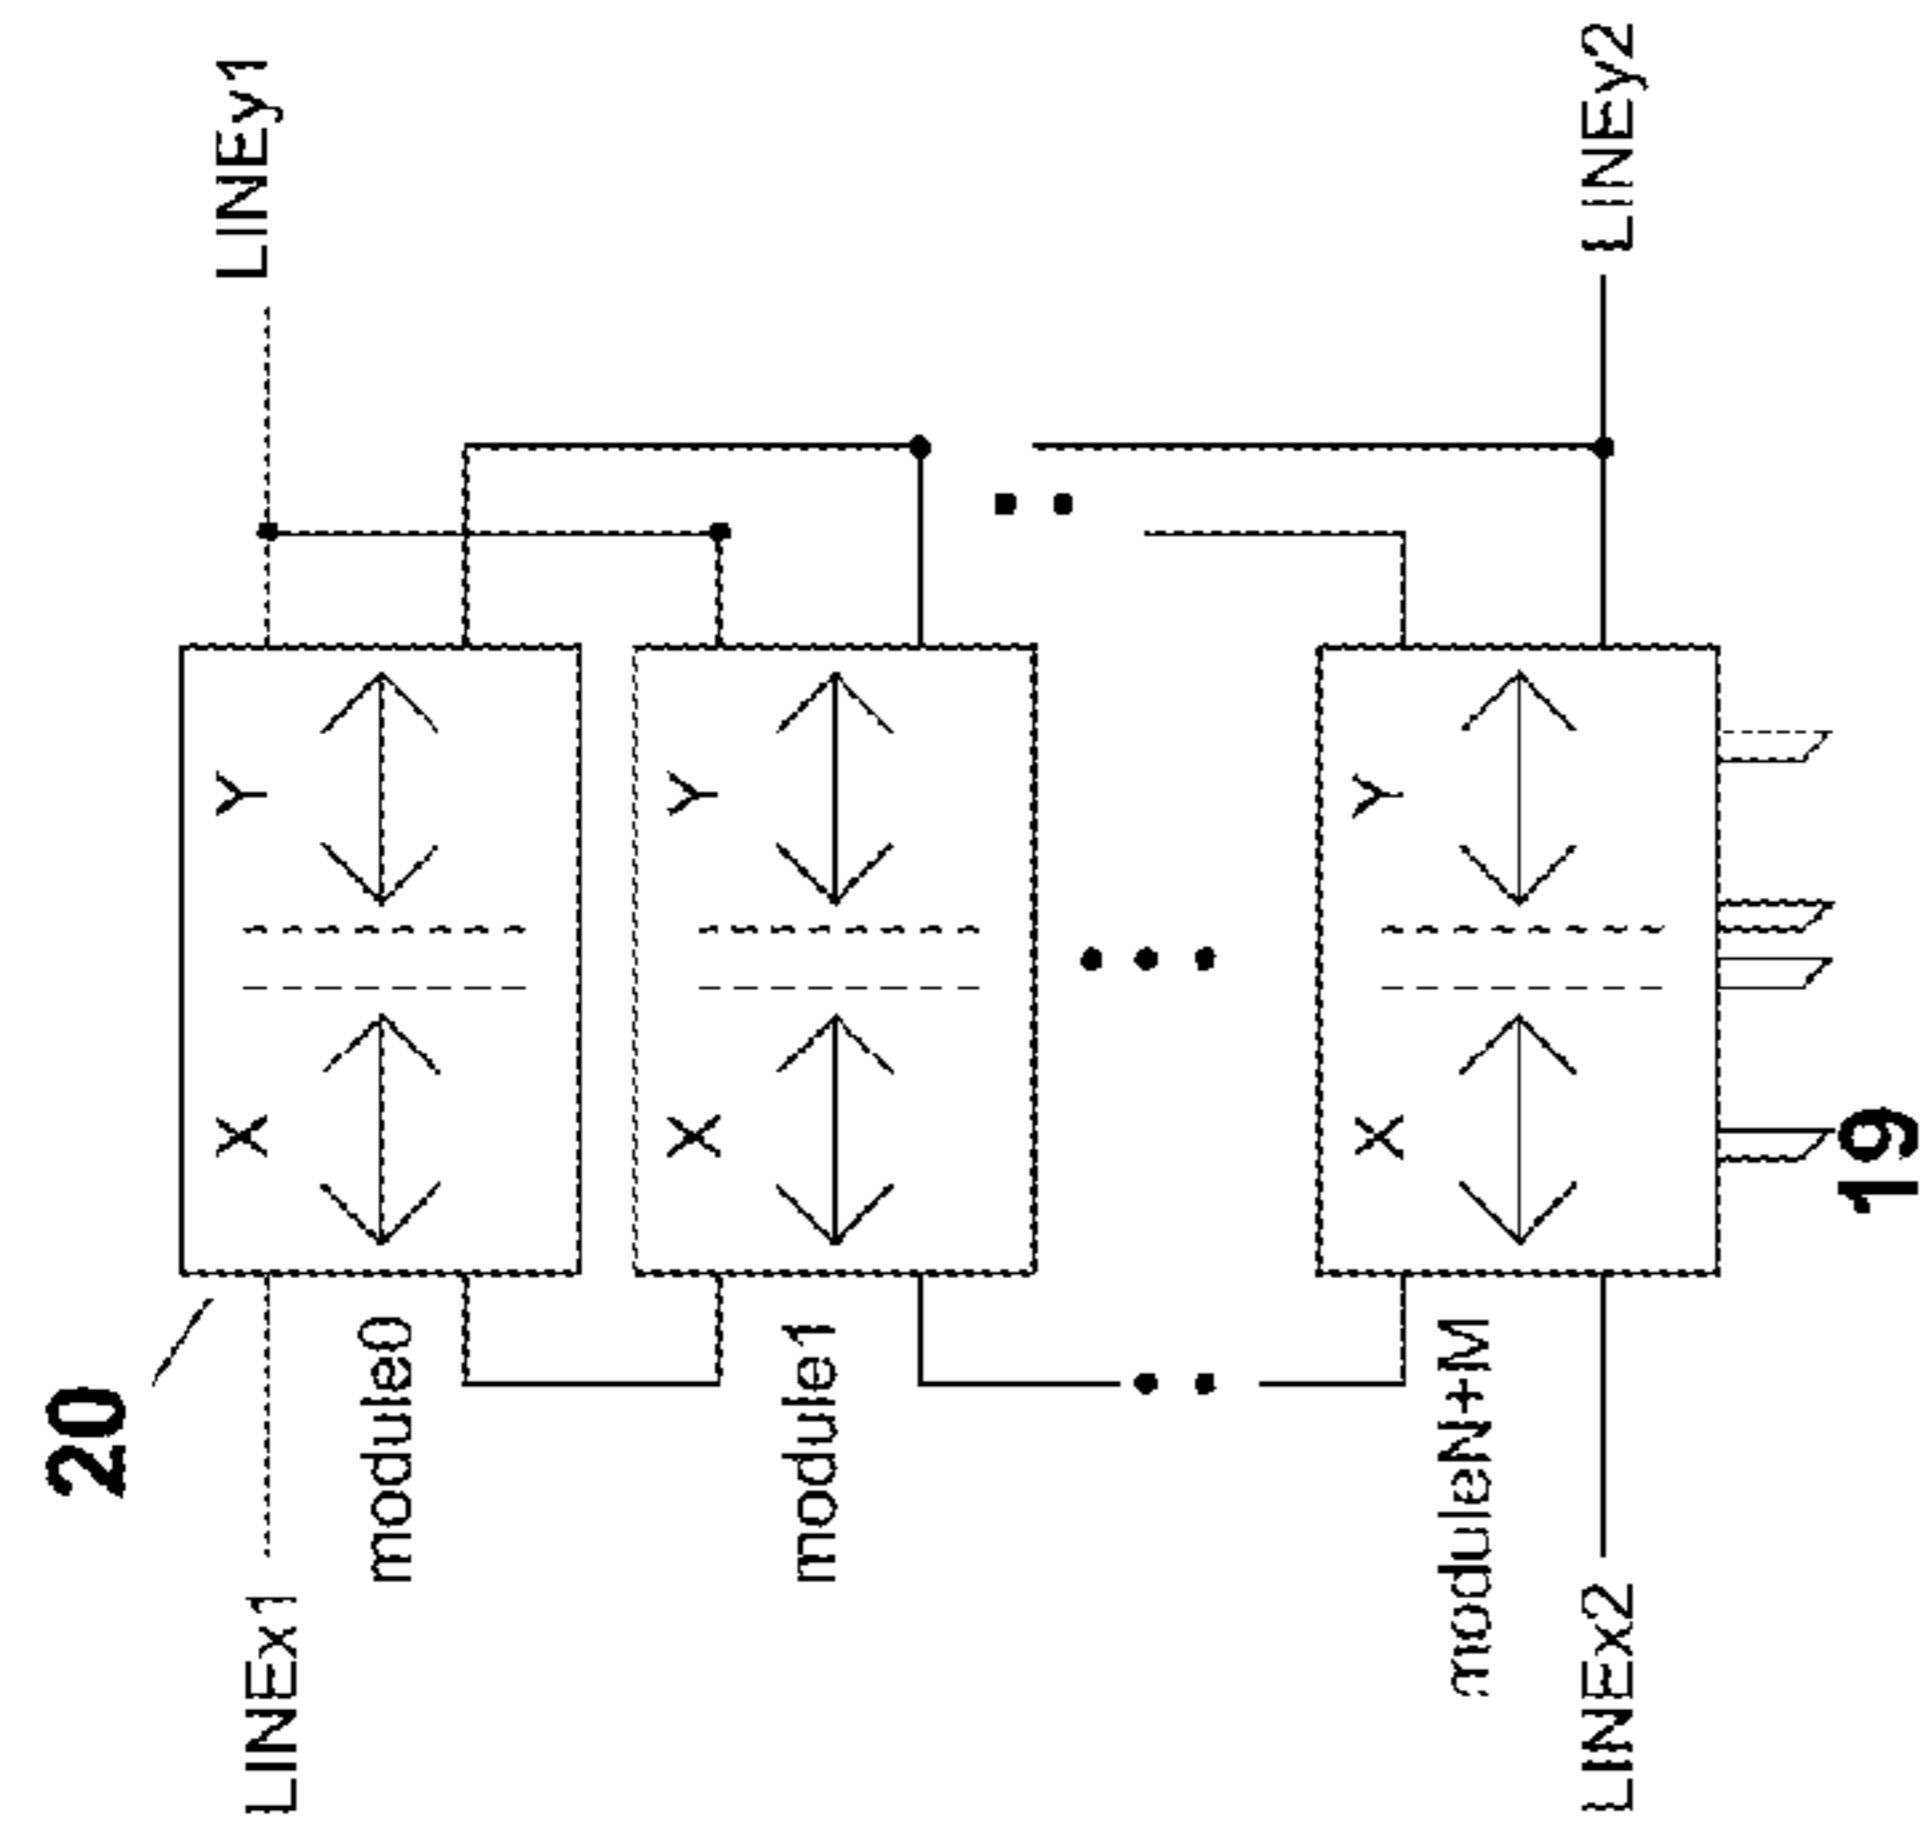 20
LINEx1
LINEy1
module0
X
Y
module1
X
Y
moduleN+M
X
Y
LINEx2
LINEy2
19